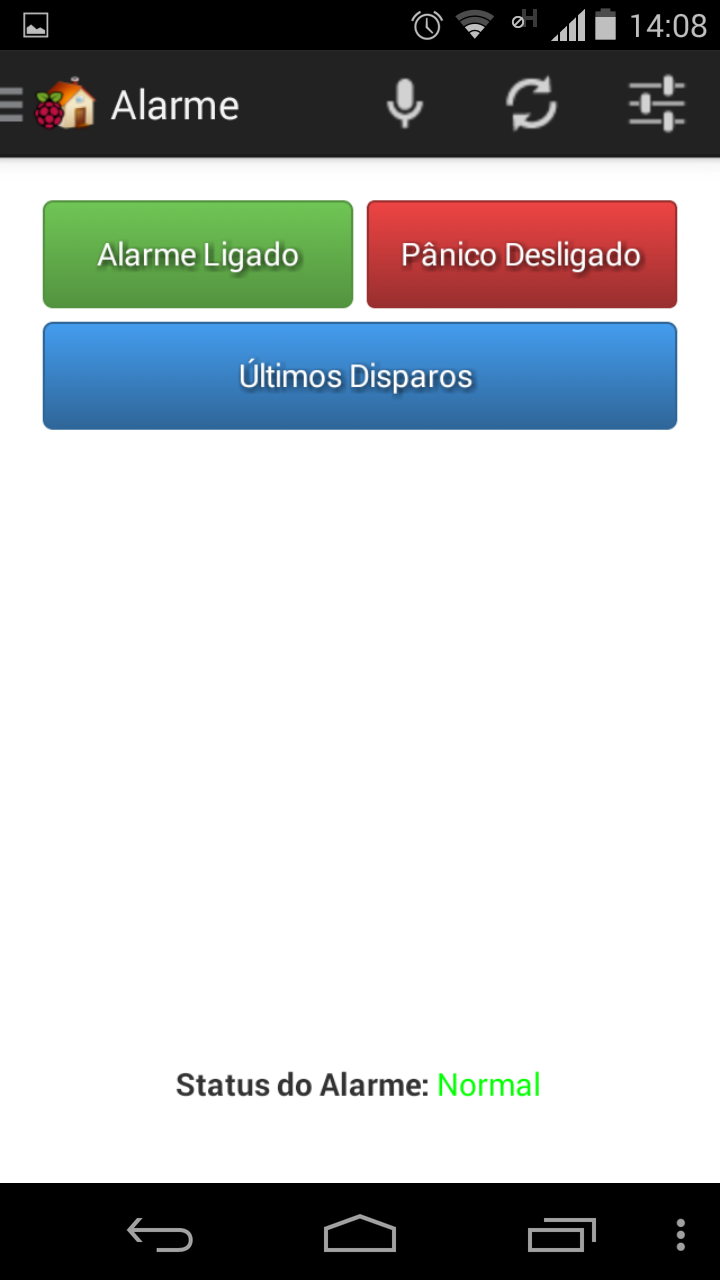 14:08
Alarme
Alarme Ligado
Pânico Desligado
Últimos Disparos
Status do Alarme: Normal